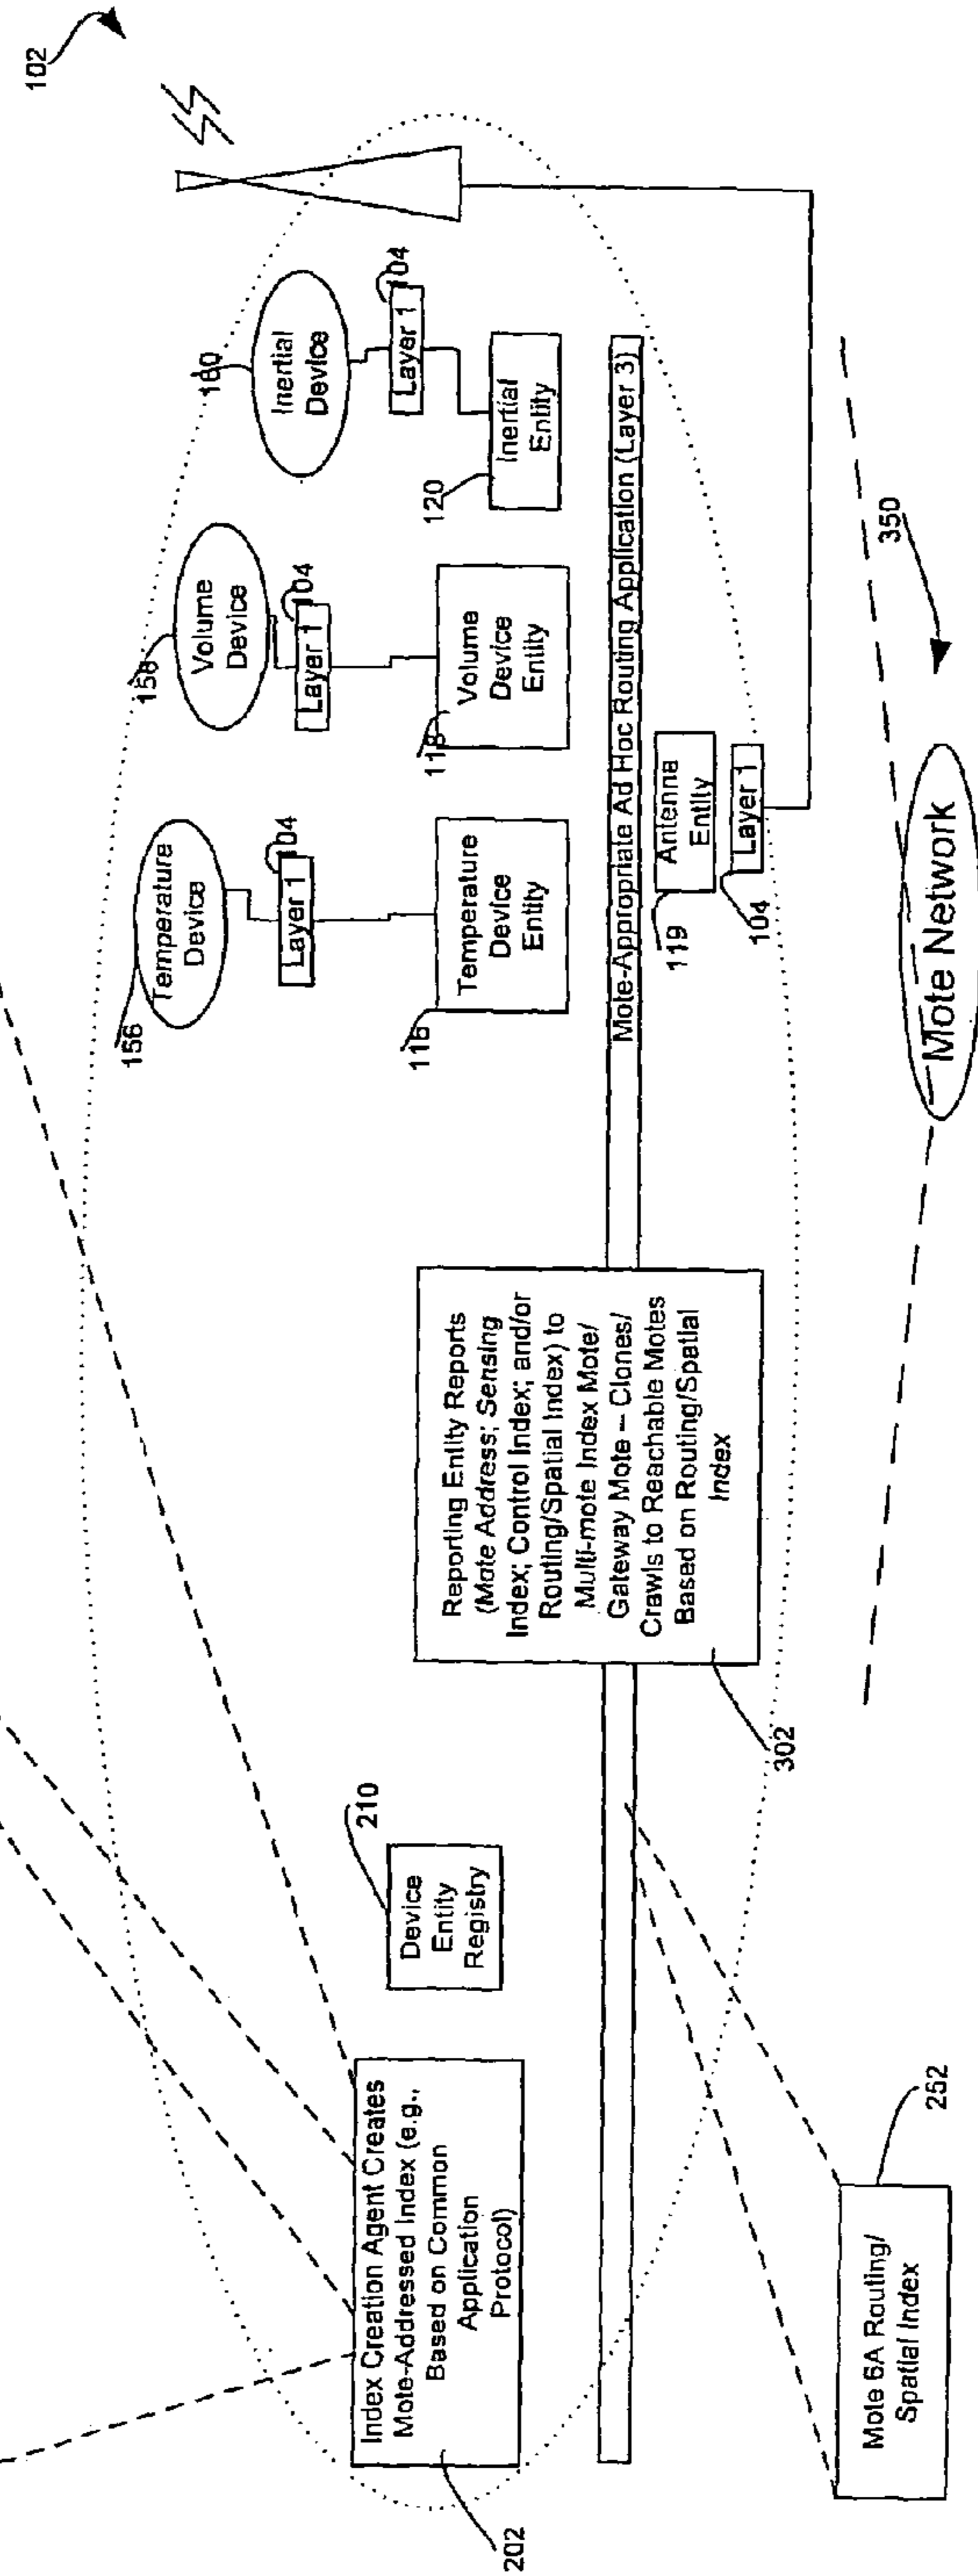 102
156
Temperature
Device
158
Volume
Device
160
Inertial
Device
104
Layer 1
104
Layer 1
104
Layer 1
202
Index Creation Agent Creates
Mote-Addressed Index (e.g.,
Based on Common
Application
Protocol)
210
Device
Entity
Registry
302
Reporting Entity Reports
(Mote Address; Sensing
Index; Control Index; and/or
Routing/Spatial Index) to
Multi-mote Index Mote/
Gateway Mote – Clones/
Crawls to Reachable Motes
Based on Routing/Spatial
Index
116
Temperature
Device
Entity
118
Volume
Device
Entity
120
Inertial
Entity
Mote-Appropriate Ad Hoc Routing Application (Layer 3)
119
Antenna
Entity
104
Layer 1
252
Mote 6A Routing/
Spatial Index
350
Mote Network